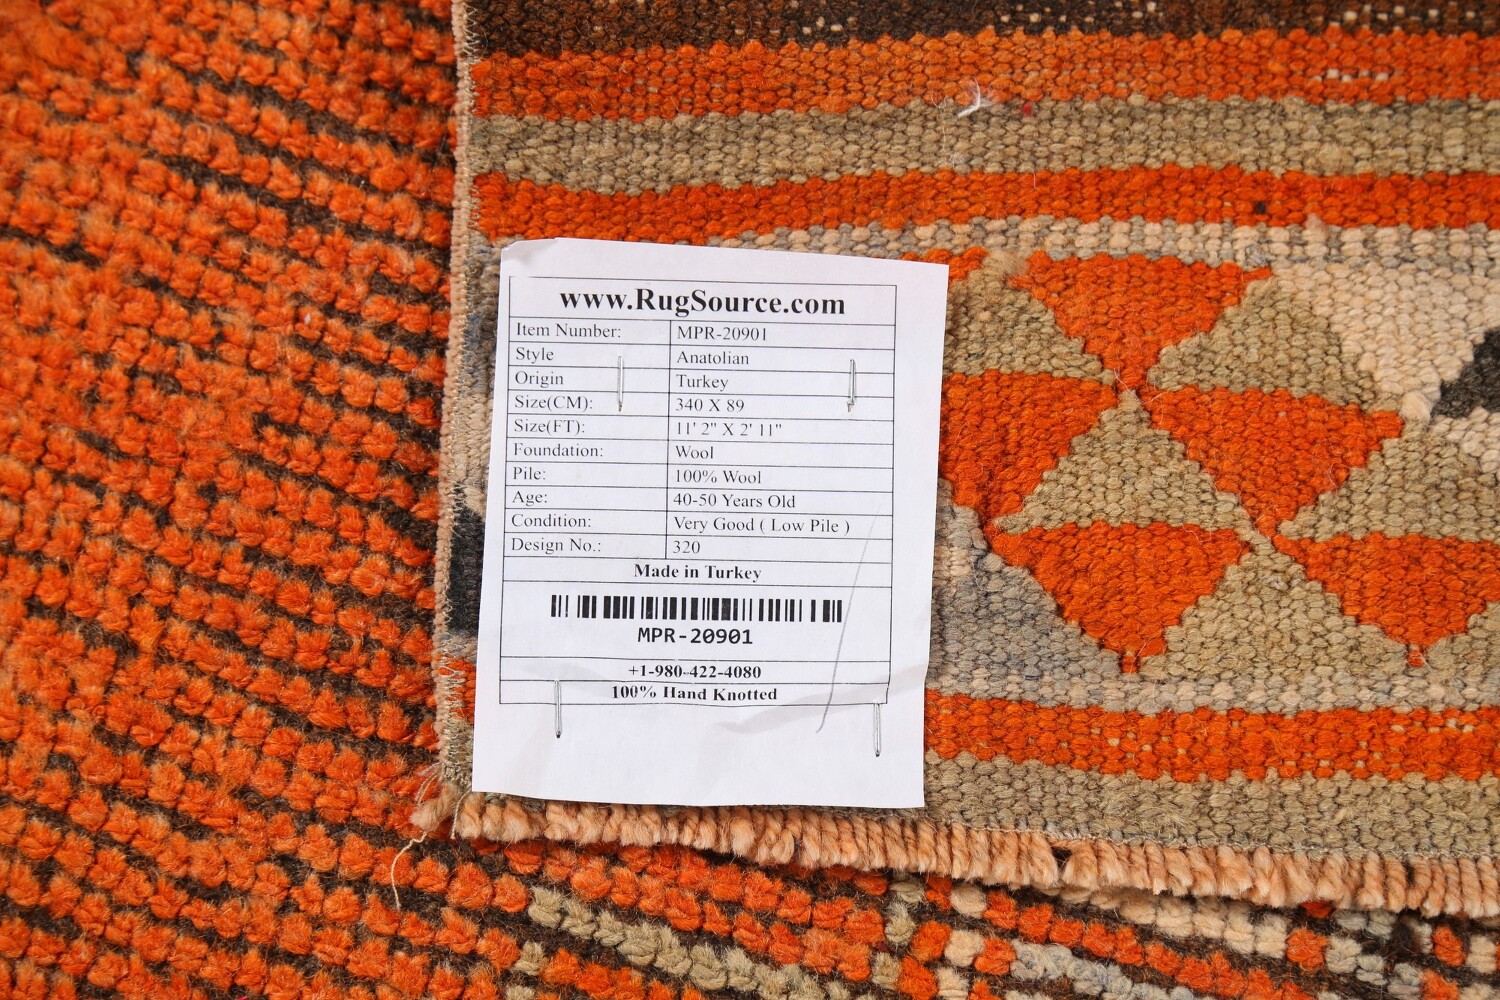 www.RugSource.com
Item Number: MPR-20901
Style Anatolian
Origin Turkey
Size(CM): 340 X 89
Size(FT): 11' 2" X 2' 11"
Foundation: Wool
Pile: 100% Wool
Age: 40-50 Years Old
Condition: Very Good ( Low Pile )
Design No.: 320
Made in Turkey
MPR-20901
+1-980-422-4080
100% Hand Knotted